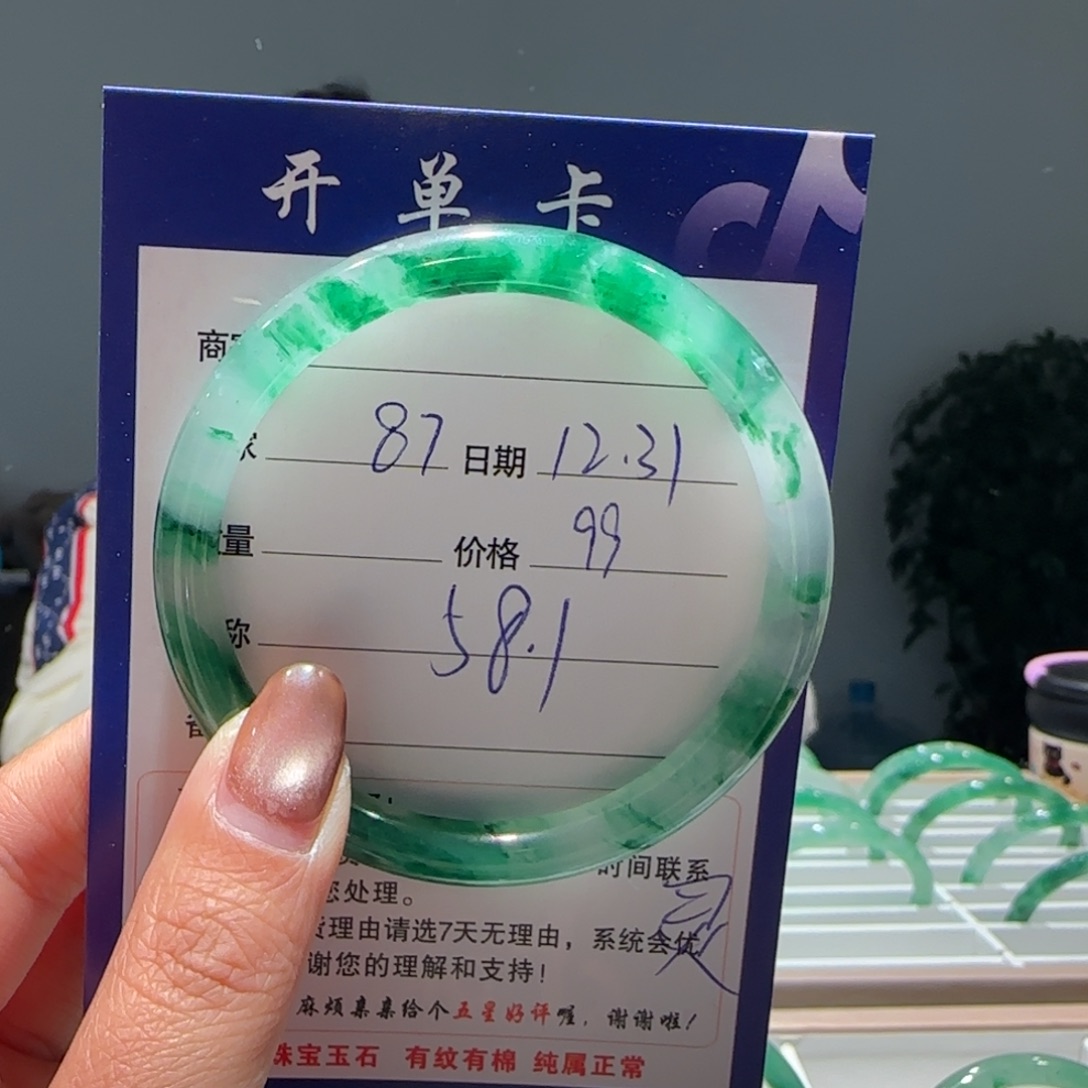 开单卡
商
87 日期 12.31
量 价格 99
称 58.1
时间联系
您处理。
货理由请选7天无理由，系统会优
谢您的理解和支持！
麻烦亲亲给个五星好评喔，谢谢啦！
珠宝玉石 有纹有棉 纯属正常